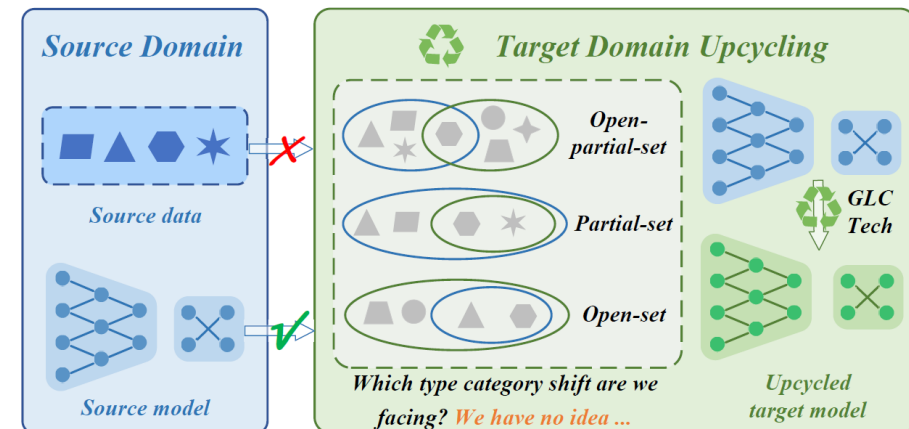 Source Domain
Source data
Source model
Target Domain Upcycling
Open-
partial-set
Partial-set
Open-set
Which type category shift are we
facing? We have no idea ...
GLC
Tech
Upcycled
target model